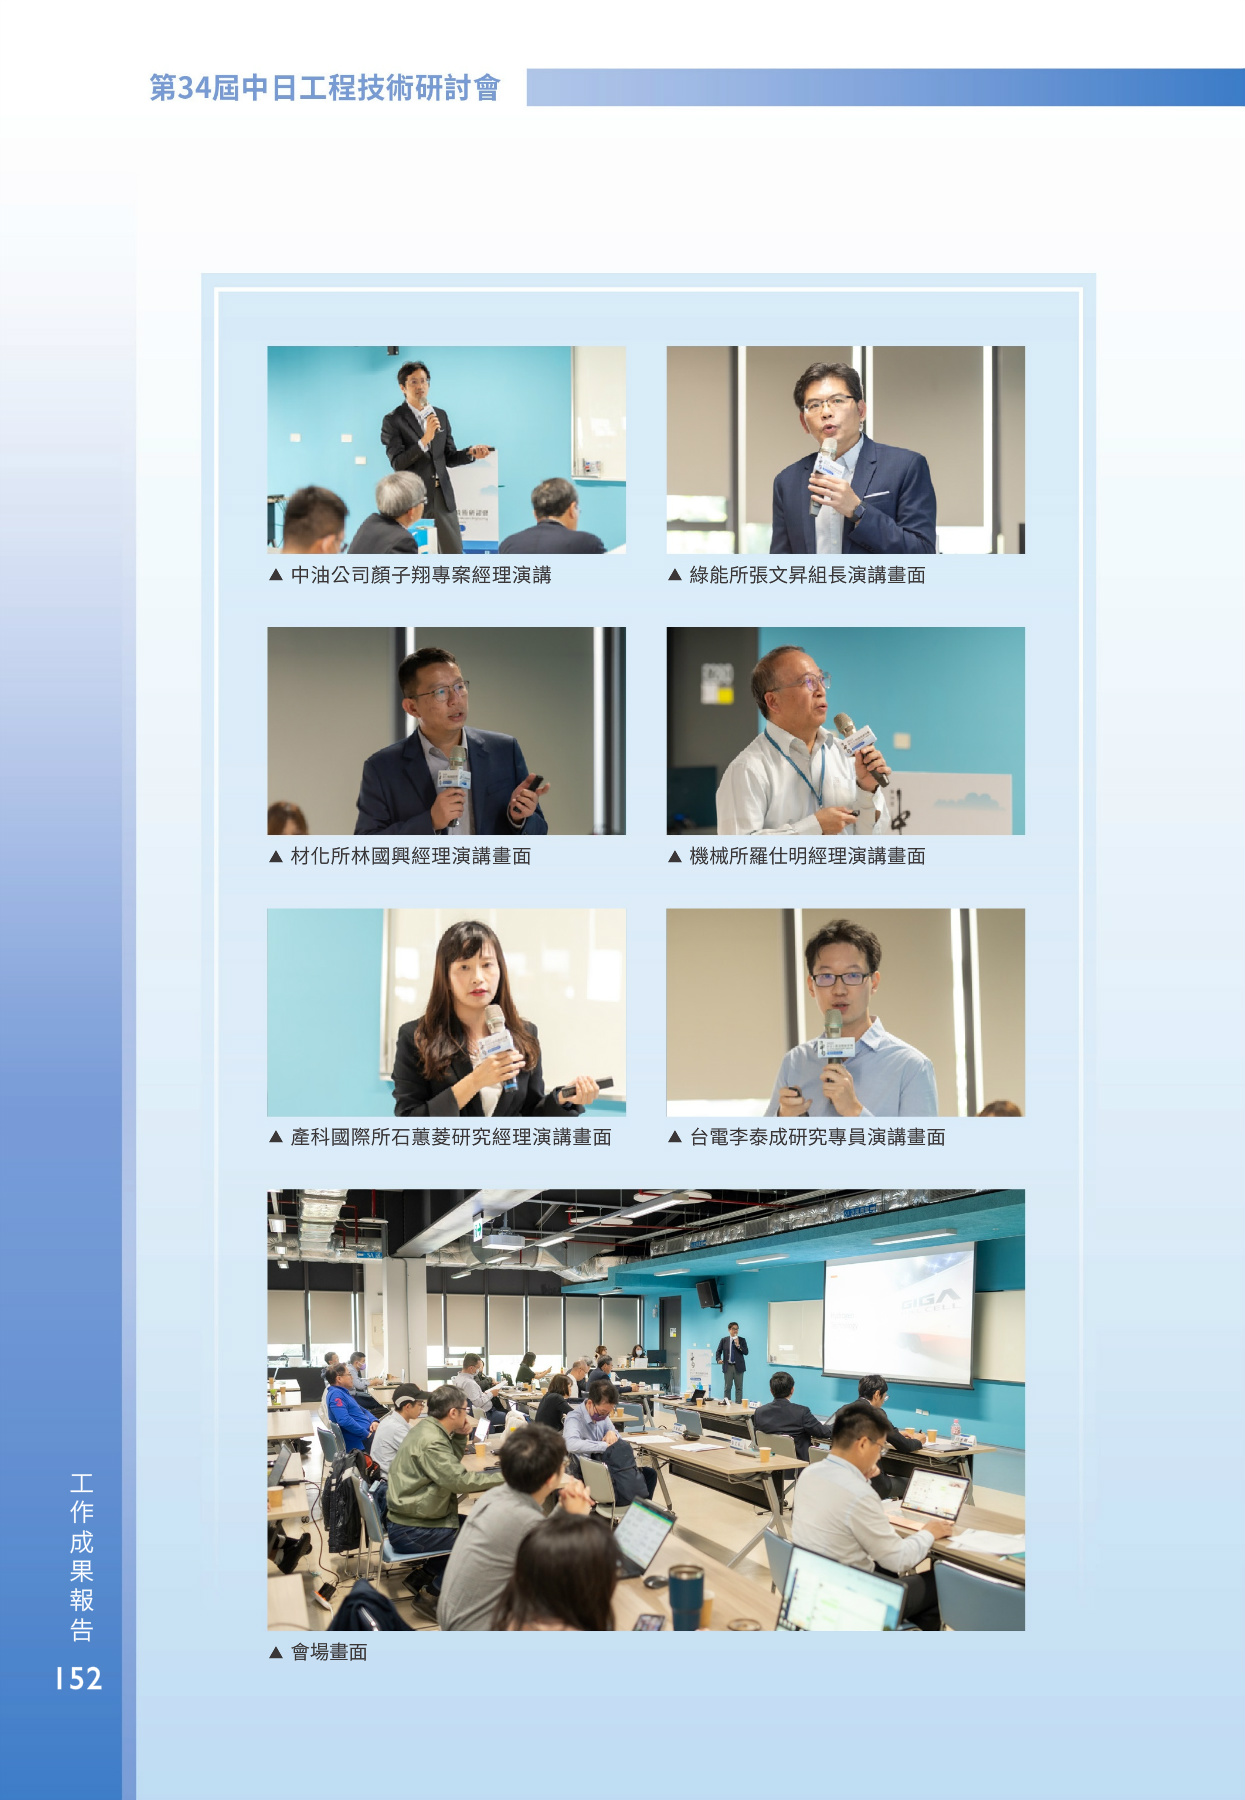 第34屆中日工程技術研討會
▲ 中油公司顏子翔專案經理演講
▲ 綠能所張文昇組長演講畫面
▲ 材化所林國興經理演講畫面
▲ 機械所羅仕明經理演講畫面
▲ 產科國際所石蕙菱研究經理演講畫面
▲ 台電李泰成研究專員演講畫面
GIGA
▲ 會場畫面
工作成果報告
152